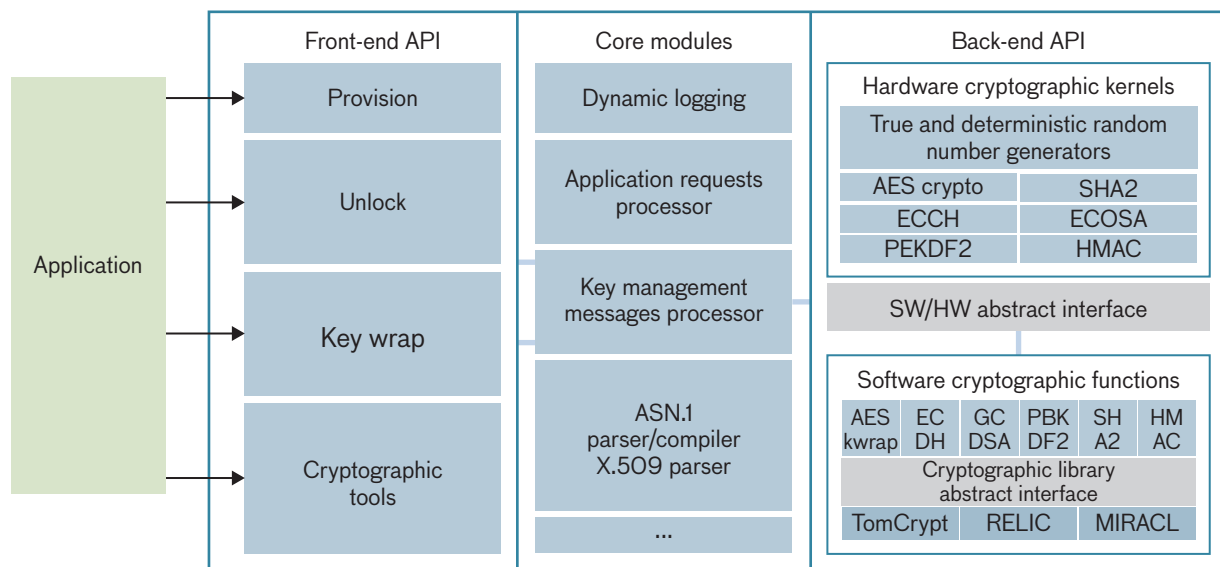 Front-end API
Core modules
Back-end API
Application
Provision
Unlock
Key wrap
Cryptographic
tools
Dynamic logging
Application requests
processor
Key management
messages processor
ASN.1
parser/compiler
X.509 parser
...
Hardware cryptographic kernels
True and deterministic random
number generators
AES crypto
SHA2
ECCH
ECOSA
PEKDF2
HMAC
SW/HW abstract interface
Software cryptographic functions
AES
kwrap
EC
DH
GC
DSA
PBK
DF2
SH
A2
HM
AC
Cryptographic library
abstract interface
TomCrypt
RELIC
MIRACL